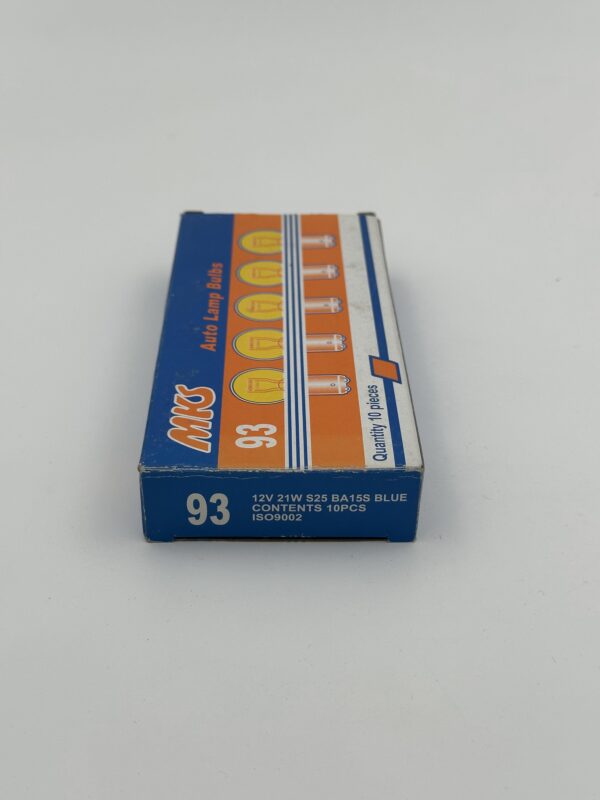 MKS
Auto Lamp Bulbs
93
Quantity 10 pieces
93
12V 21W S25 BA15S BLUE
CONTENTS 10PCS
ISO9002